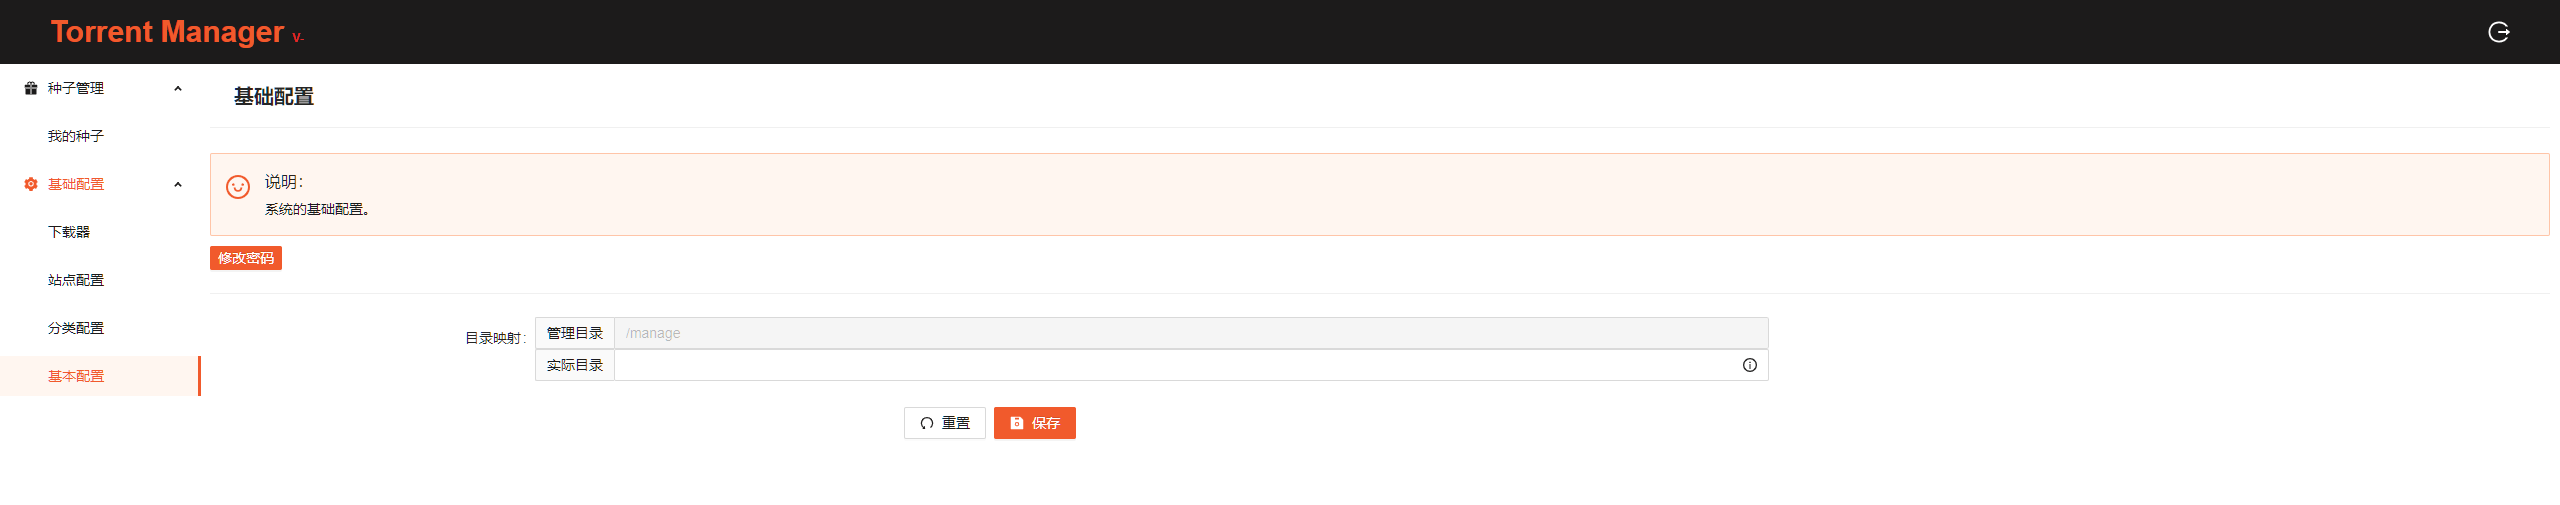 Torrent Manager V-
种子管理
我的种子
基础配置
下载器
站点配置
分类配置
基本配置
基础配置
说明：
系统的基础配置。
修改密码
目录映射：
管理目录 /manage
实际目录
重置 保存